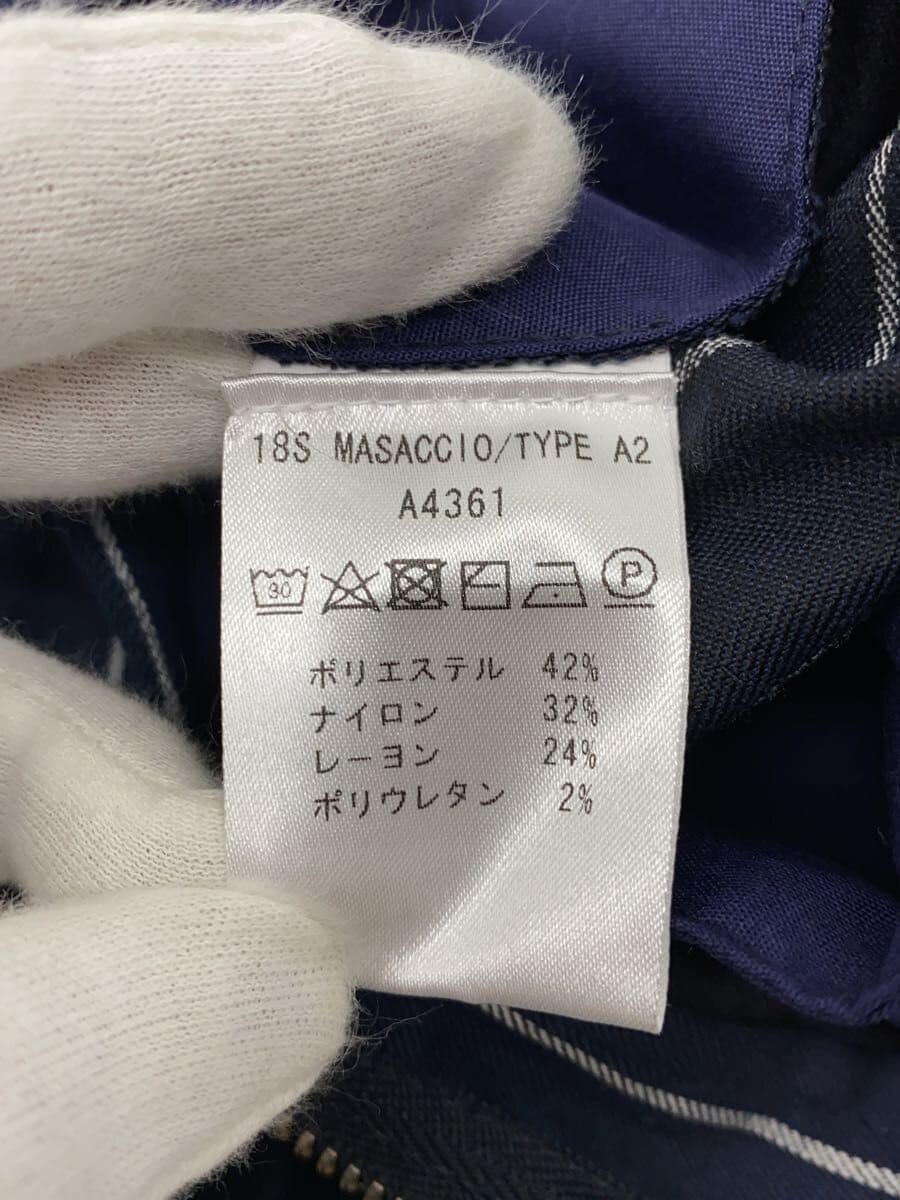 18S MASACCIO/TYPE A2
A4361
30 P
ポリエステル 42%
ナイロン 32%
レーヨン 24%
ポリウレタン 2%